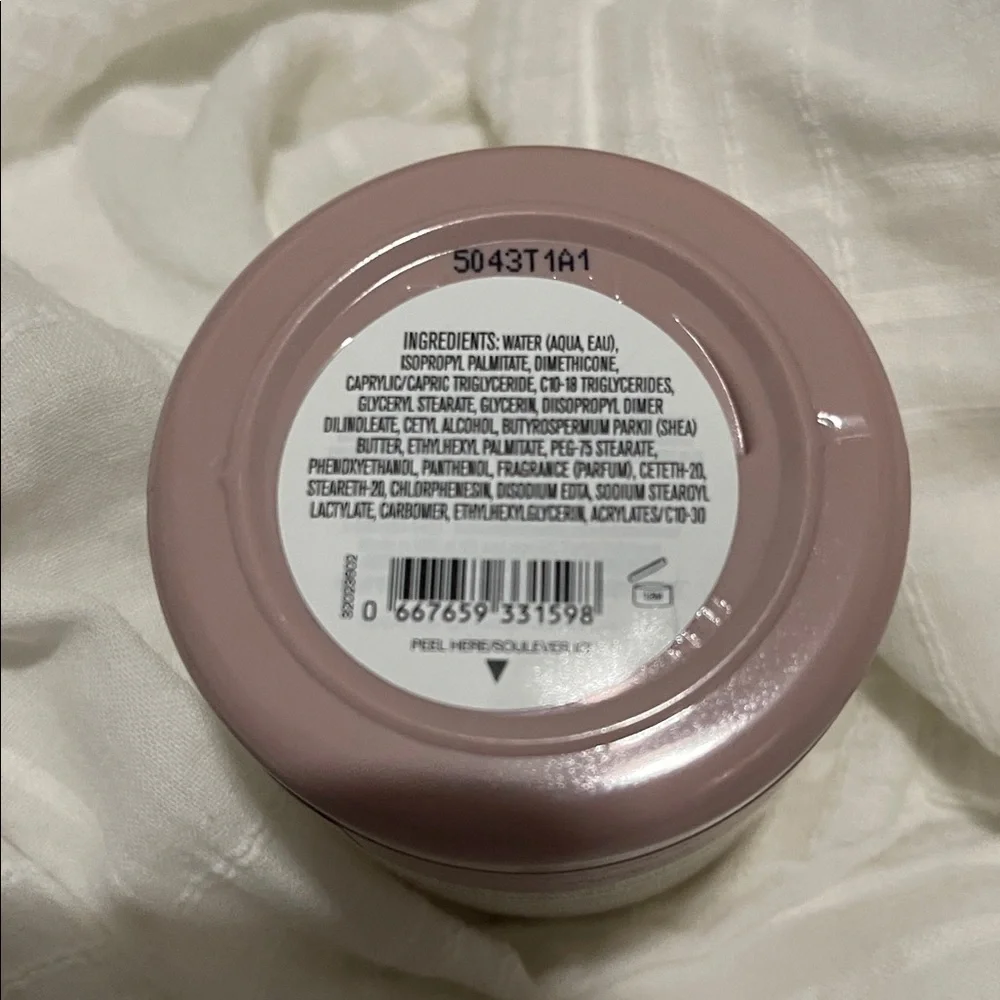 5043T1A1
INGREDIENTS: WATER (AQUA, EAU),
ISOPROPYL PALMITATE, DIMETHICONE,
CAPRYLIC/CAPRIC TRIGLYCERIDE, C10-18 TRIGLYCERIDES,
GLYCERYL STEARATE, GLYCERIN, DIISOPROPYL DIMER
DILINOLEATE, CETYL ALCOHOL, BUTYROSPERMUM PARKII (SHEA)
BUTTER, ETHYLHEXYL PALMITATE, PEG-75 STEARATE,
PHENOXYETHANOL, PANTHENOL, FRAGRANCE (PARFUM), CETETH-20,
STEARETH-20, CHLORPHENESIN, DISODIUM EDTA, SODIUM STEAROYL
LACTYLATE, CARBOMER, ETHYLHEXYLGLYCERIN, ACRYLATES/C10-30
0 667659 331598
PEEL HERE/SOULEVER ICI